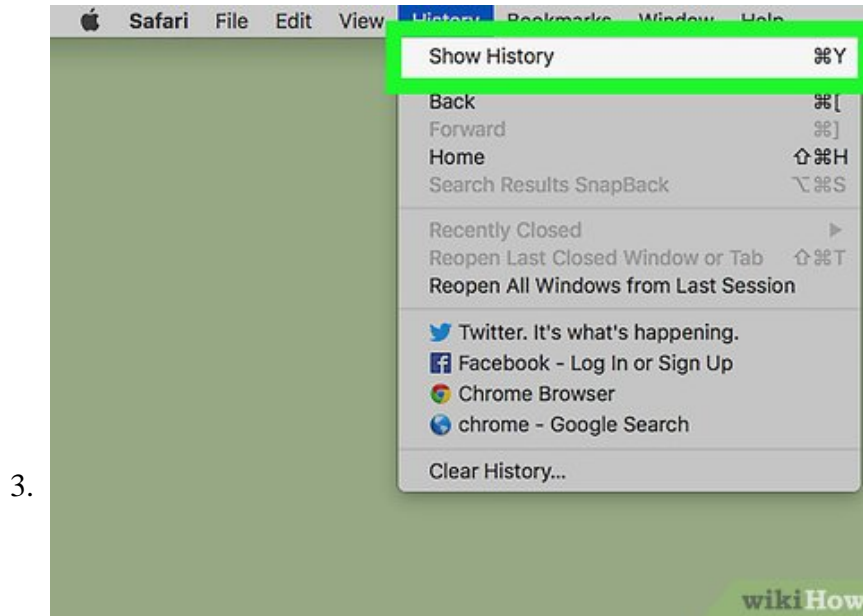 Safari File Edit View History Bookmarks Window Help
Show History ⌘Y
Back ⌘[
Forward ⌘]
Home ⇧⌘H
Search Results SnapBack ⌥⌘S
Recently Closed ▶
Reopen Last Closed Window or Tab ⇧⌘T
Reopen All Windows from Last Session
Twitter. It's what's happening.
Facebook - Log In or Sign Up
Chrome Browser
chrome - Google Search
Clear History...
3.
wikiHow